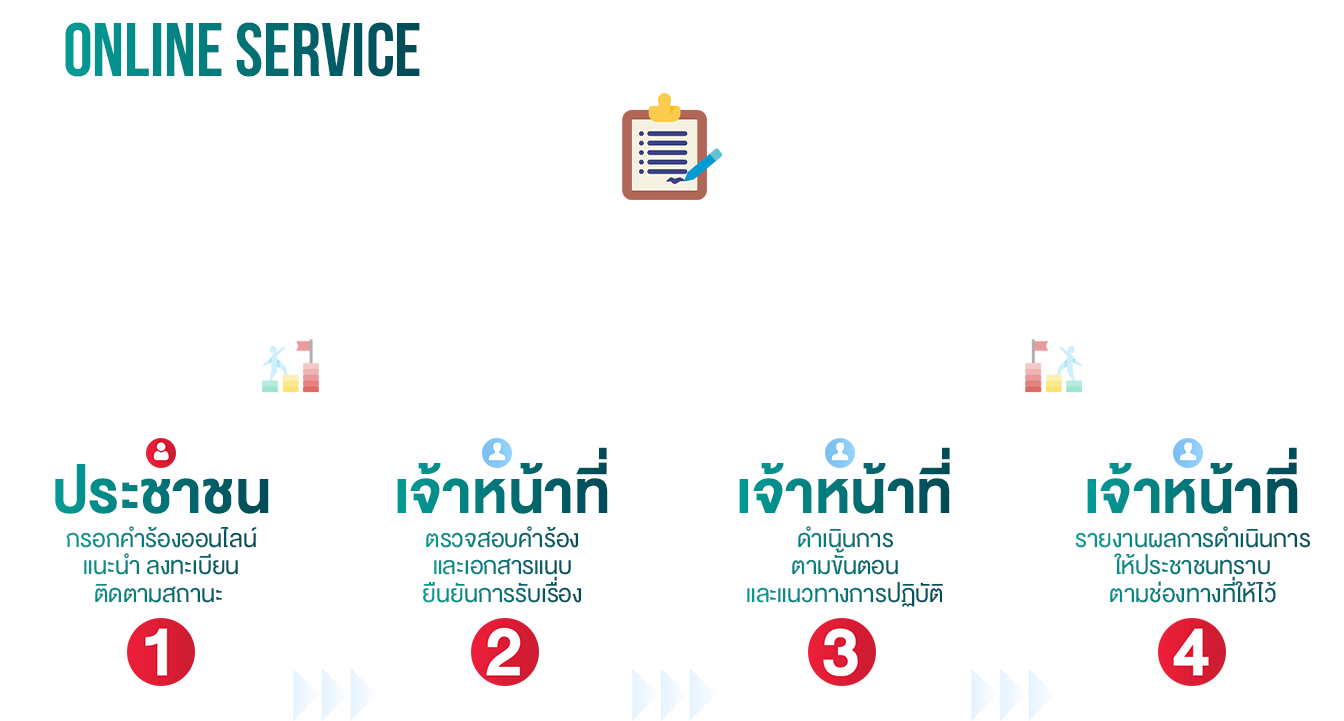 ONLINE SERVICE
ประชาชน
กรอกคำร้องออนไลน์
แนะนำ ลงทะเบียน
ติดตามสถานะ
1
เจ้าหน้าที่
ตรวจสอบคำร้อง
และเอกสารแนบ
ยืนยันการรับเรื่อง
2
เจ้าหน้าที่
ดำเนินการ
ตามขั้นตอน
และแนวทางการปฏิบัติ
3
เจ้าหน้าที่
รายงานผลการดำเนินการ
ให้ประชาชนทราบ
ตามช่องทางที่ให้ไว้
4